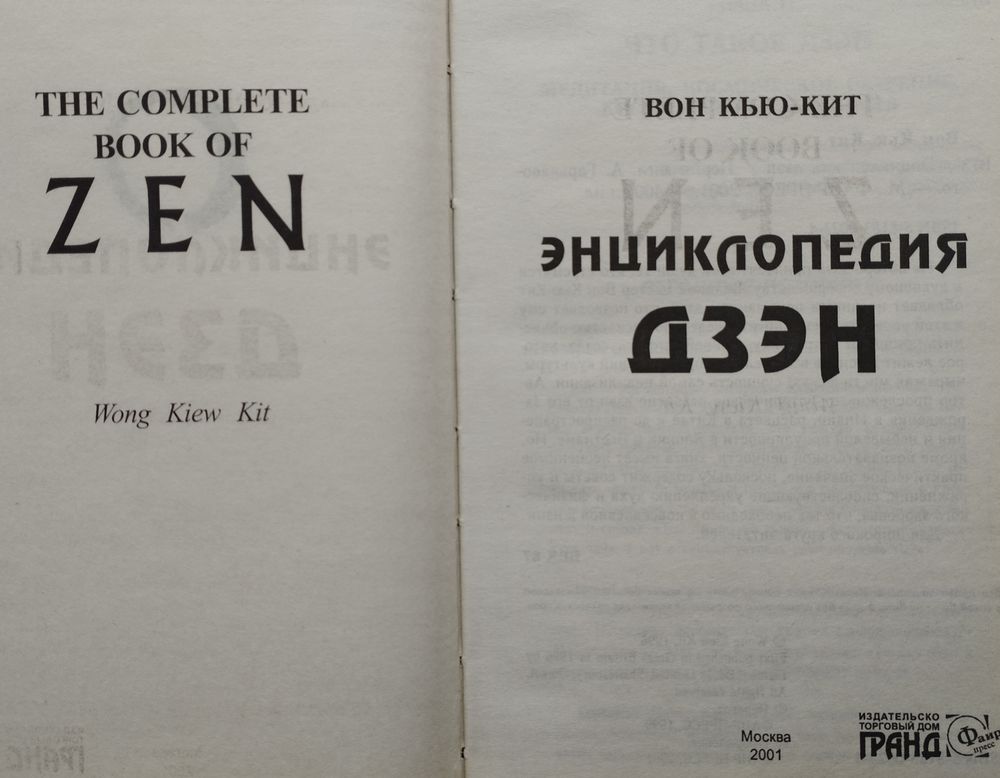 THE COMPLETE
BOOK OF
ZEN
Wong Kiew Kit
ВОН КЬЮ-КИТ
ЭНЦИКЛОПЕДИЯ
ДЗЭН
Москва
2001
ИЗДАТЕЛЬСКО
ТОРГОВЫЙ ДОМ
ГРАНД
Фаир
пресс